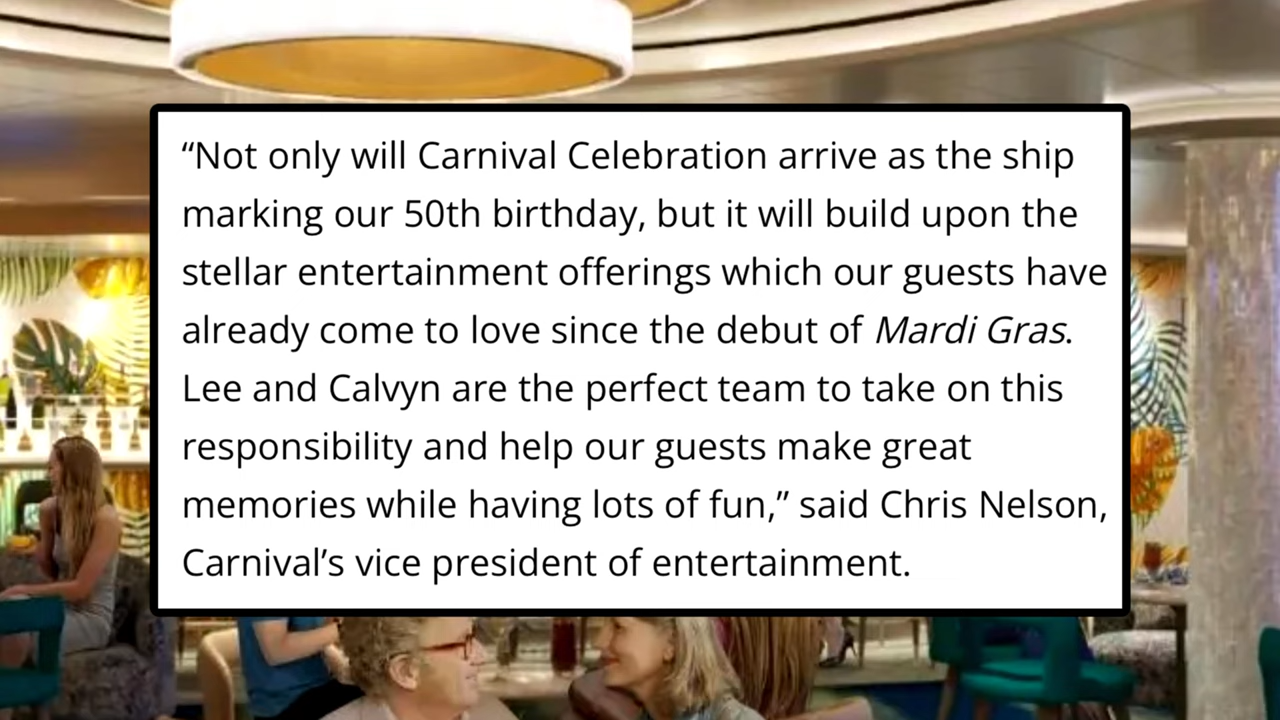 “Not only will Carnival Celebration arrive as the ship
marking our 50th birthday, but it will build upon the
stellar entertainment offerings which our guests have
already come to love since the debut of Mardi Gras.
Lee and Calvyn are the perfect team to take on this
responsibility and help our guests make great
memories while having lots of fun,” said Chris Nelson,
Carnival’s vice president of entertainment.